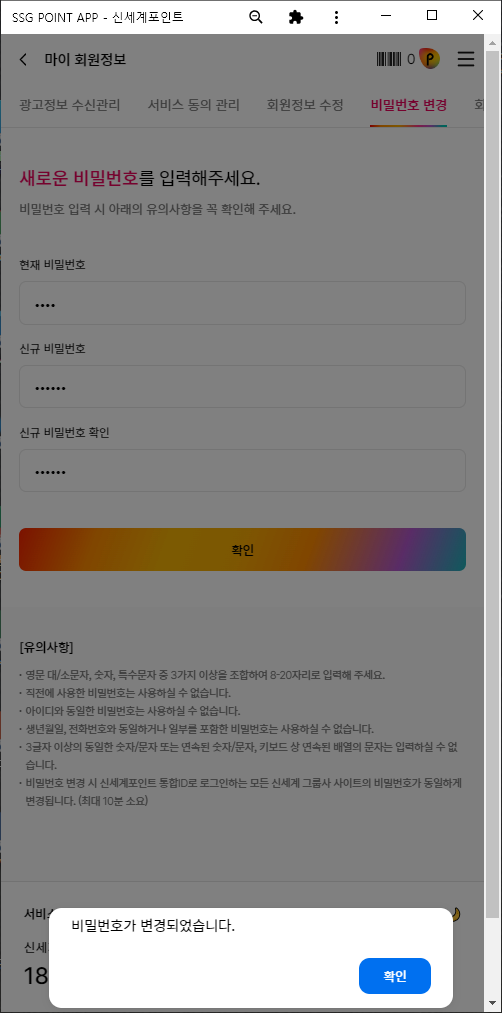 SSG POINT APP - 신세계포인트
마이 회원정보
0
광고정보 수신관리 서비스 동의 관리 회원정보 수정 비밀번호 변경 회
새로운 비밀번호를 입력해주세요.
비밀번호 입력 시 아래의 유의사항을 꼭 확인해 주세요.
현재 비밀번호
••••
신규 비밀번호
••••••
신규 비밀번호 확인
••••••
확인
[유의사항]
· 영문 대/소문자, 숫자, 특수문자 중 3가지 이상을 조합하여 8-20자리로 입력해 주세요.
· 직전에 사용한 비밀번호는 사용하실 수 없습니다.
· 아이디와 동일한 비밀번호는 사용하실 수 없습니다.
· 생년월일, 전화번호와 동일하거나 일부를 포함한 비밀번호는 사용하실 수 없습니다.
· 3글자 이상의 동일한 숫자/문자 또는 연속된 숫자/문자, 키보드 상 연속된 배열의 문자는 입력하실 수 없
습니다.
· 비밀번호 변경 시 신세계포인트 통합ID로 로그인하는 모든 신세계 그룹사 사이트의 비밀번호가 동일하게
변경됩니다. (최대 10분 소요)
서비스
신세
18
비밀번호가 변경되었습니다.
확인